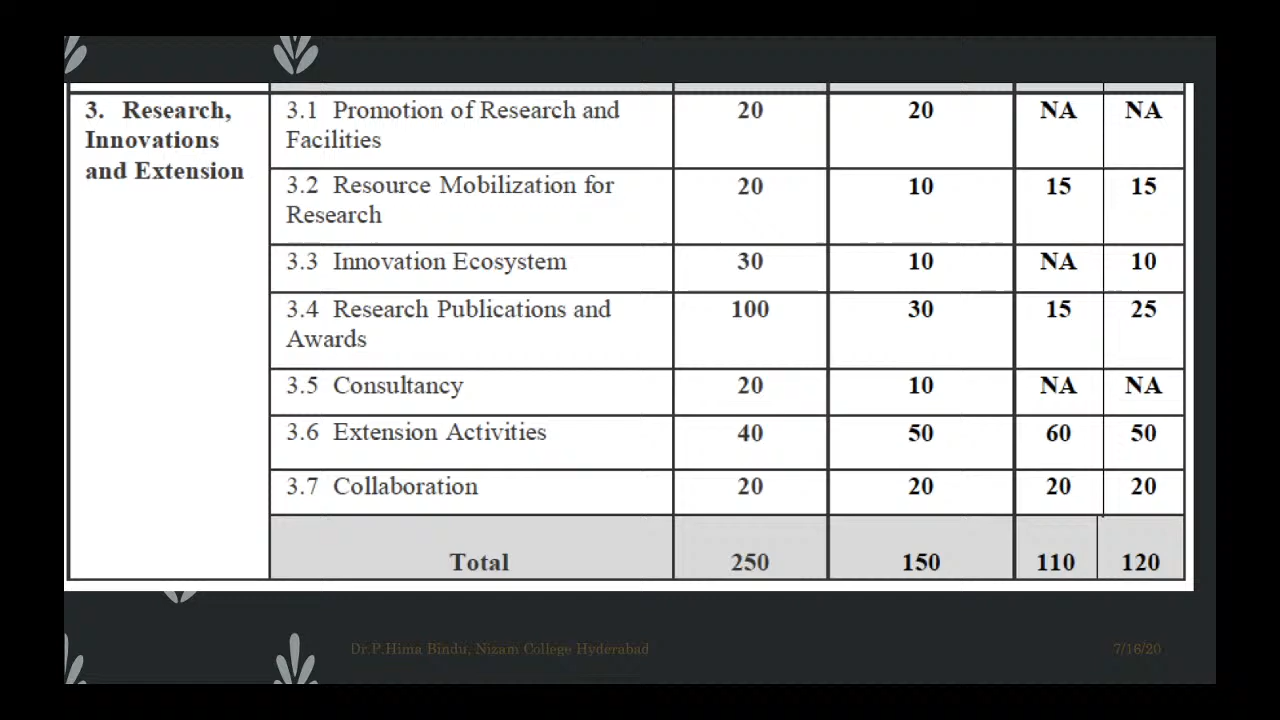 3. Research, Innovations and Extension
3.1 Promotion of Research and Facilities 20 20 NA NA
3.2 Resource Mobilization for Research 20 10 15 15
3.3 Innovation Ecosystem 30 10 NA 10
3.4 Research Publications and Awards 100 30 15 25
3.5 Consultancy 20 10 NA NA
3.6 Extension Activities 40 50 60 50
3.7 Collaboration 20 20 20 20
Total 250 150 110 120
Dr.P.Hima Bindu, Nizam College Hyderabad 7/16/20